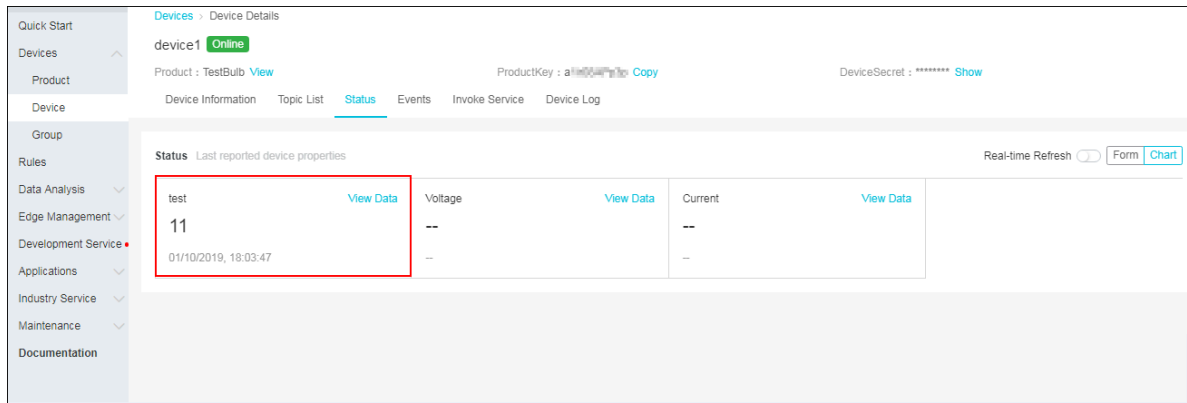 Quick Start
Devices
Product
Device
Group
Rules
Data Analysis
Edge Management
Development Service
Applications
Industry Service
Maintenance
Documentation
Devices > Device Details
device1 Online
Product : TestBulb View ProductKey : Copy DeviceSecret : ******** Show
Device Information Topic List Status Events Invoke Service Device Log
Status Last reported device properties Real-time Refresh Form Chart
test View Data Voltage View Data Current View Data
11 -- --
01/10/2019, 18:03:47 -- --